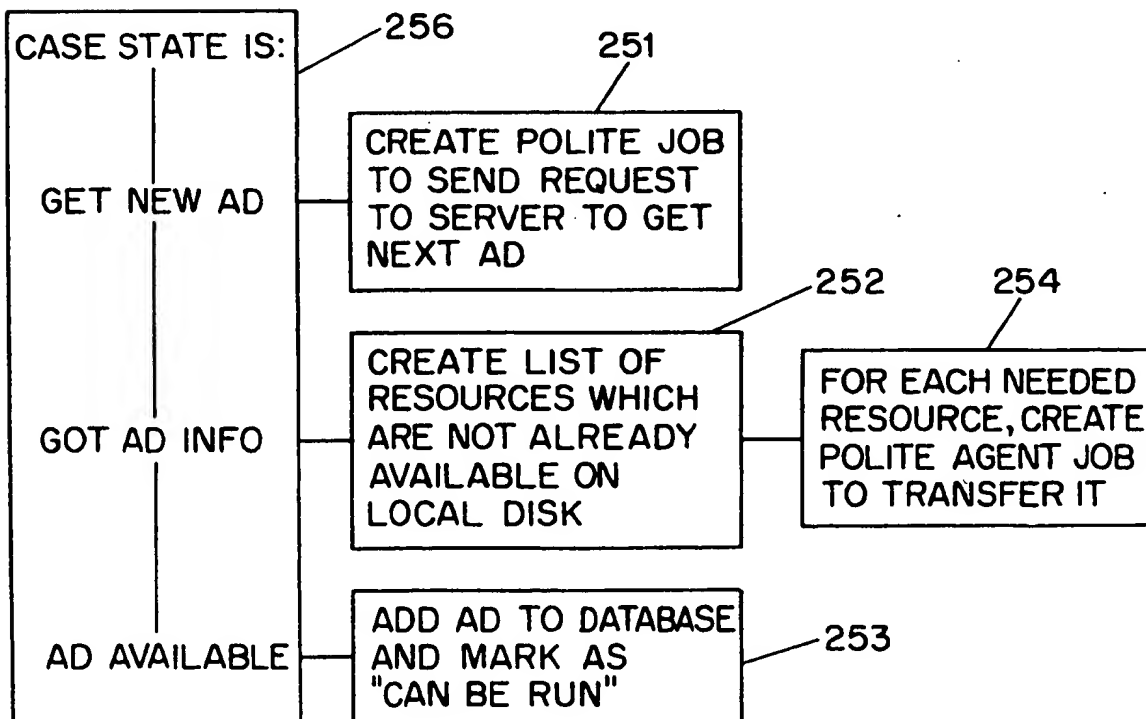 CASE STATE IS:
256
251
CREATE POLITE JOB
TO SEND REQUEST
TO SERVER TO GET
NEXT AD
GET NEW AD
252
254
CREATE LIST OF
RESOURCES WHICH
ARE NOT ALREADY
AVAILABLE ON
LOCAL DISK
FOR EACH NEEDED
RESOURCE, CREATE
POLITE AGENT JOB
TO TRANSFER IT
GOT AD INFO
ADD AD TO DATABASE
AND MARK AS
"CAN BE RUN"
253
AD AVAILABLE